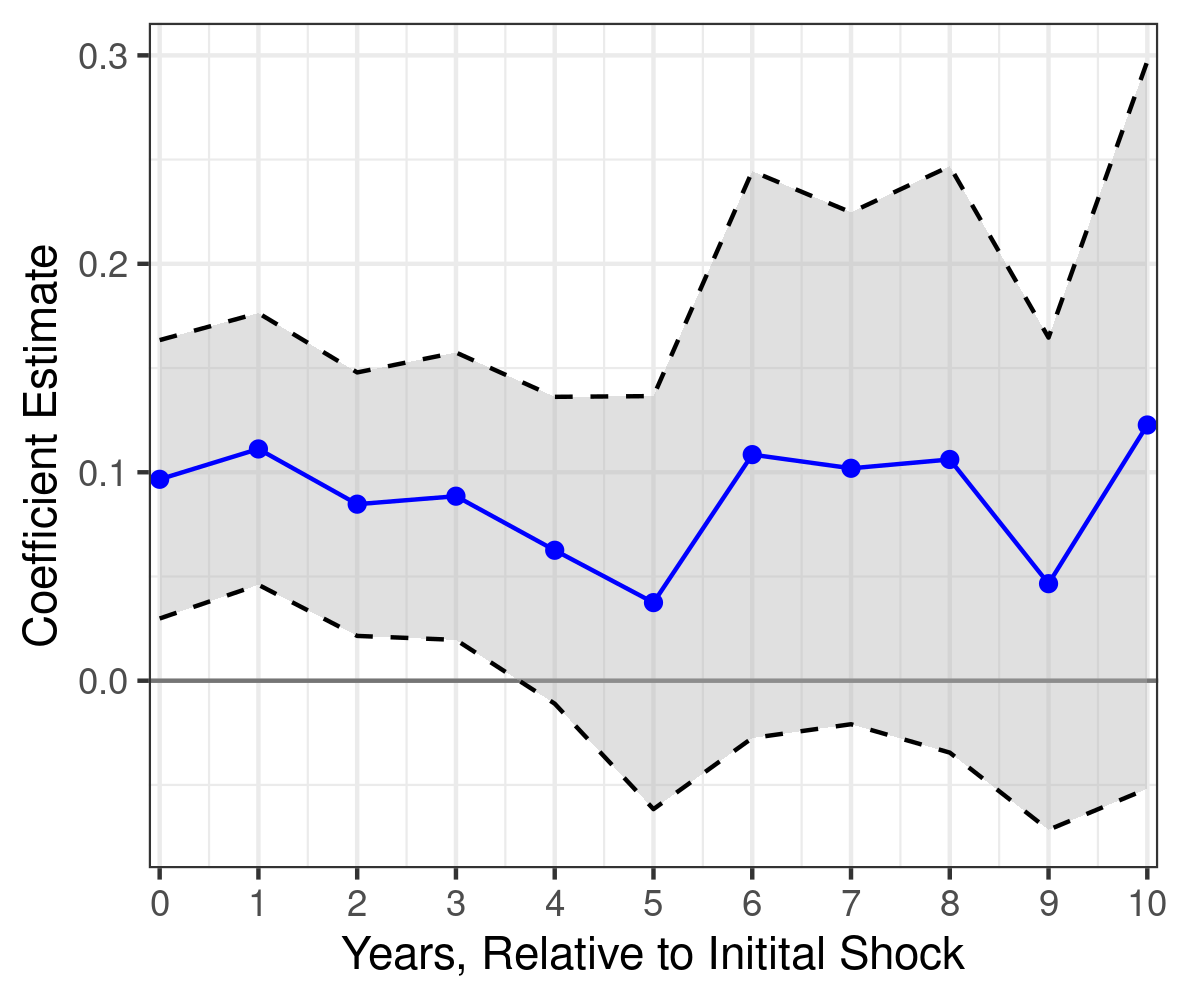 0.3
0.2
0.1
0.0
Coefficient Estimate
0 1 2 3 4 5 6 7 8 9 10
Years, Relative to Initital Shock